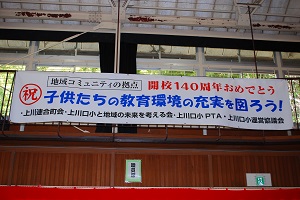 祝
地域コミュニティの拠点 開校140周年おめでとう
子供たちの教育環境の充実を図ろう!
・上川連合町会・上川口小と地域の未来を考える会・上川口小PTA・上川口小運営協議会